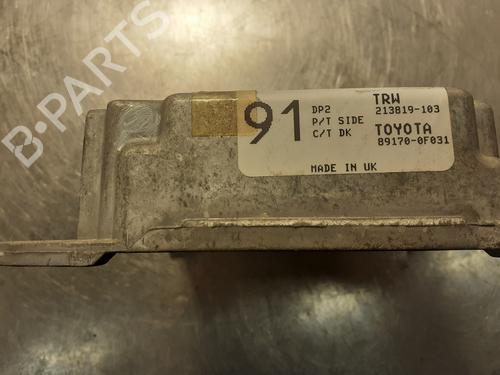 B-PARTS
91
DP2
P/T SIDE
C/T DK
TRW
213819-103
TOYOTA
89170-0F031
MADE IN UK